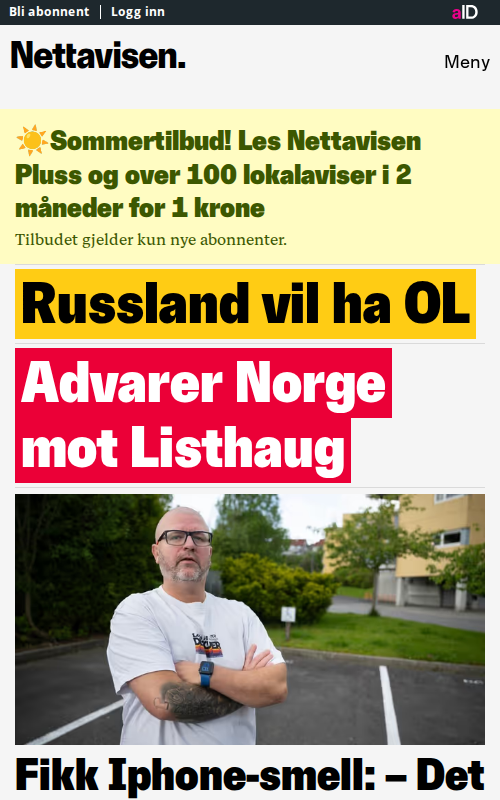 Bli abonnent
Logg inn
aID
Nettavisen.
Meny
☀️Sommertilbud! Les Nettavisen
Pluss og over 100 lokalaviser i 2
måneder for 1 krone
Tilbudet gjelder kun nye abonnenter.
Russland vil ha OL
Advarer Norge
mot Listhaug
Fikk Iphone-smell: – Det